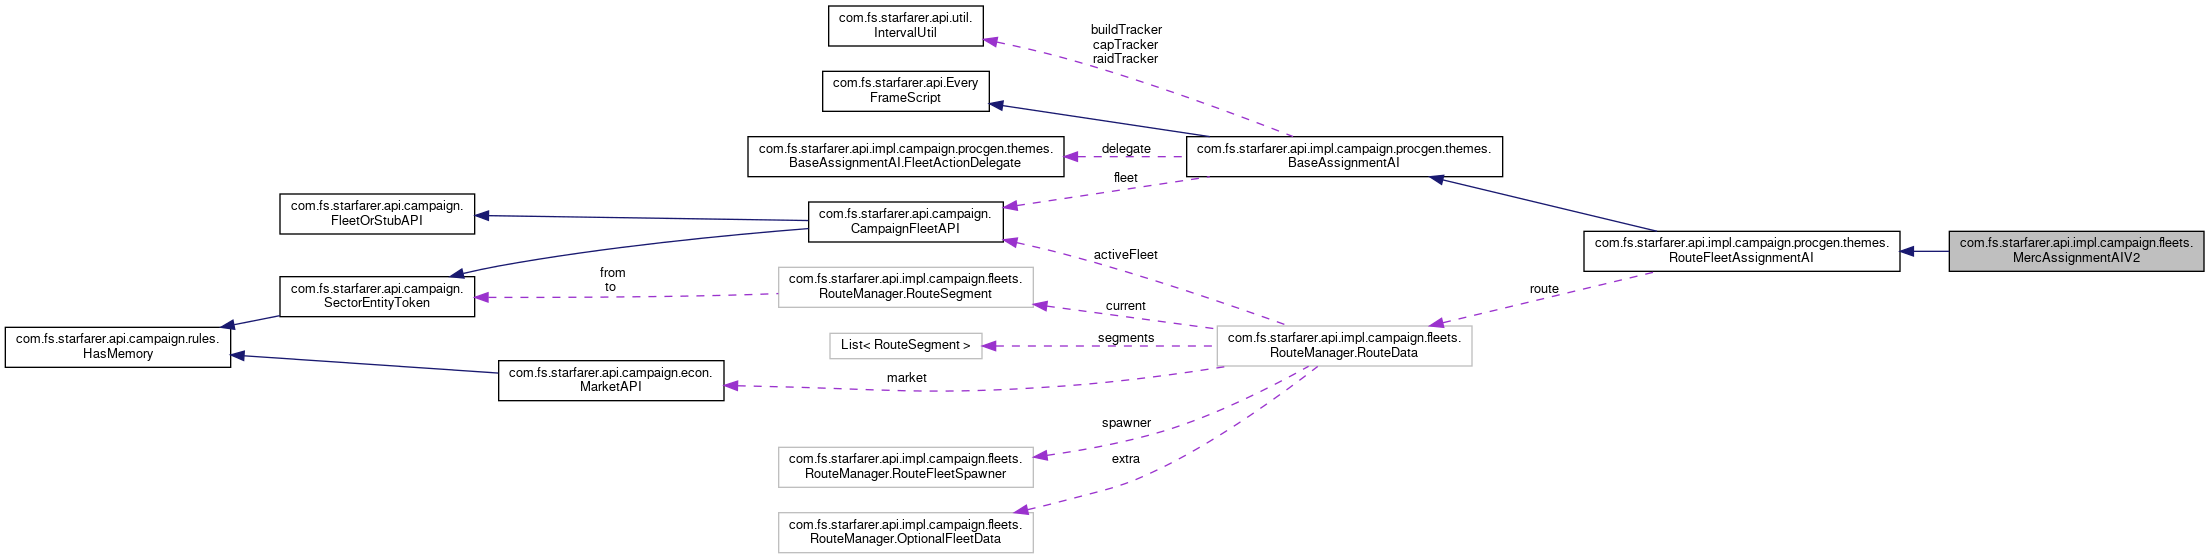 com.fs.starfarer.api.util.
IntervalUtil
buildTracker
capTracker
raidTracker
com.fs.starfarer.api.Every
FrameScript
com.fs.starfarer.api.impl.campaign.procgen.themes.
BaseAssignmentAI.FleetActionDelegate
delegate
com.fs.starfarer.api.impl.campaign.procgen.themes.
BaseAssignmentAI
fleet
com.fs.starfarer.api.campaign.
FleetOrStubAPI
com.fs.starfarer.api.campaign.
CampaignFleetAPI
com.fs.starfarer.api.impl.campaign.procgen.themes.
RouteFleetAssignmentAI
com.fs.starfarer.api.impl.campaign.fleets.
MercAssignmentAIV2
activeFleet
com.fs.starfarer.api.campaign.
SectorEntityToken
from
to
com.fs.starfarer.api.impl.campaign.fleets.
RouteManager.RouteSegment
current
route
com.fs.starfarer.api.campaign.rules.
HasMemory
List< RouteSegment >
segments
com.fs.starfarer.api.impl.campaign.fleets.
RouteManager.RouteData
com.fs.starfarer.api.campaign.econ.
MarketAPI
market
spawner
com.fs.starfarer.api.impl.campaign.fleets.
RouteManager.RouteFleetSpawner
extra
com.fs.starfarer.api.impl.campaign.fleets.
RouteManager.OptionalFleetData